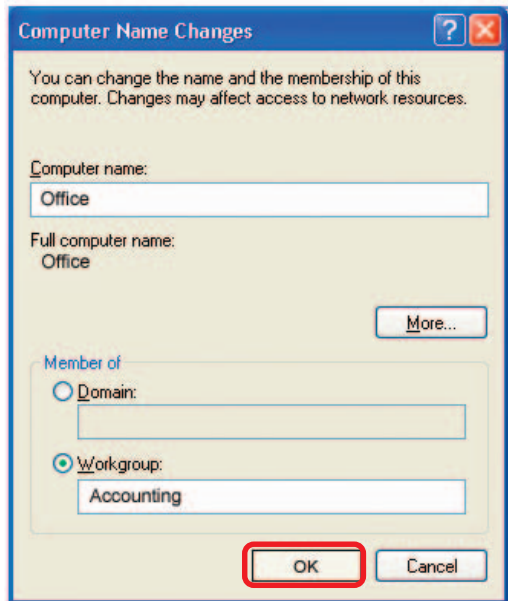 Computer Name Changes
You can change the name and the membership of this
computer. Changes may affect access to network resources.
Computer name:
Office
Full computer name:
Office
More...
Member of
Domain:
Workgroup:
Accounting
OK Cancel